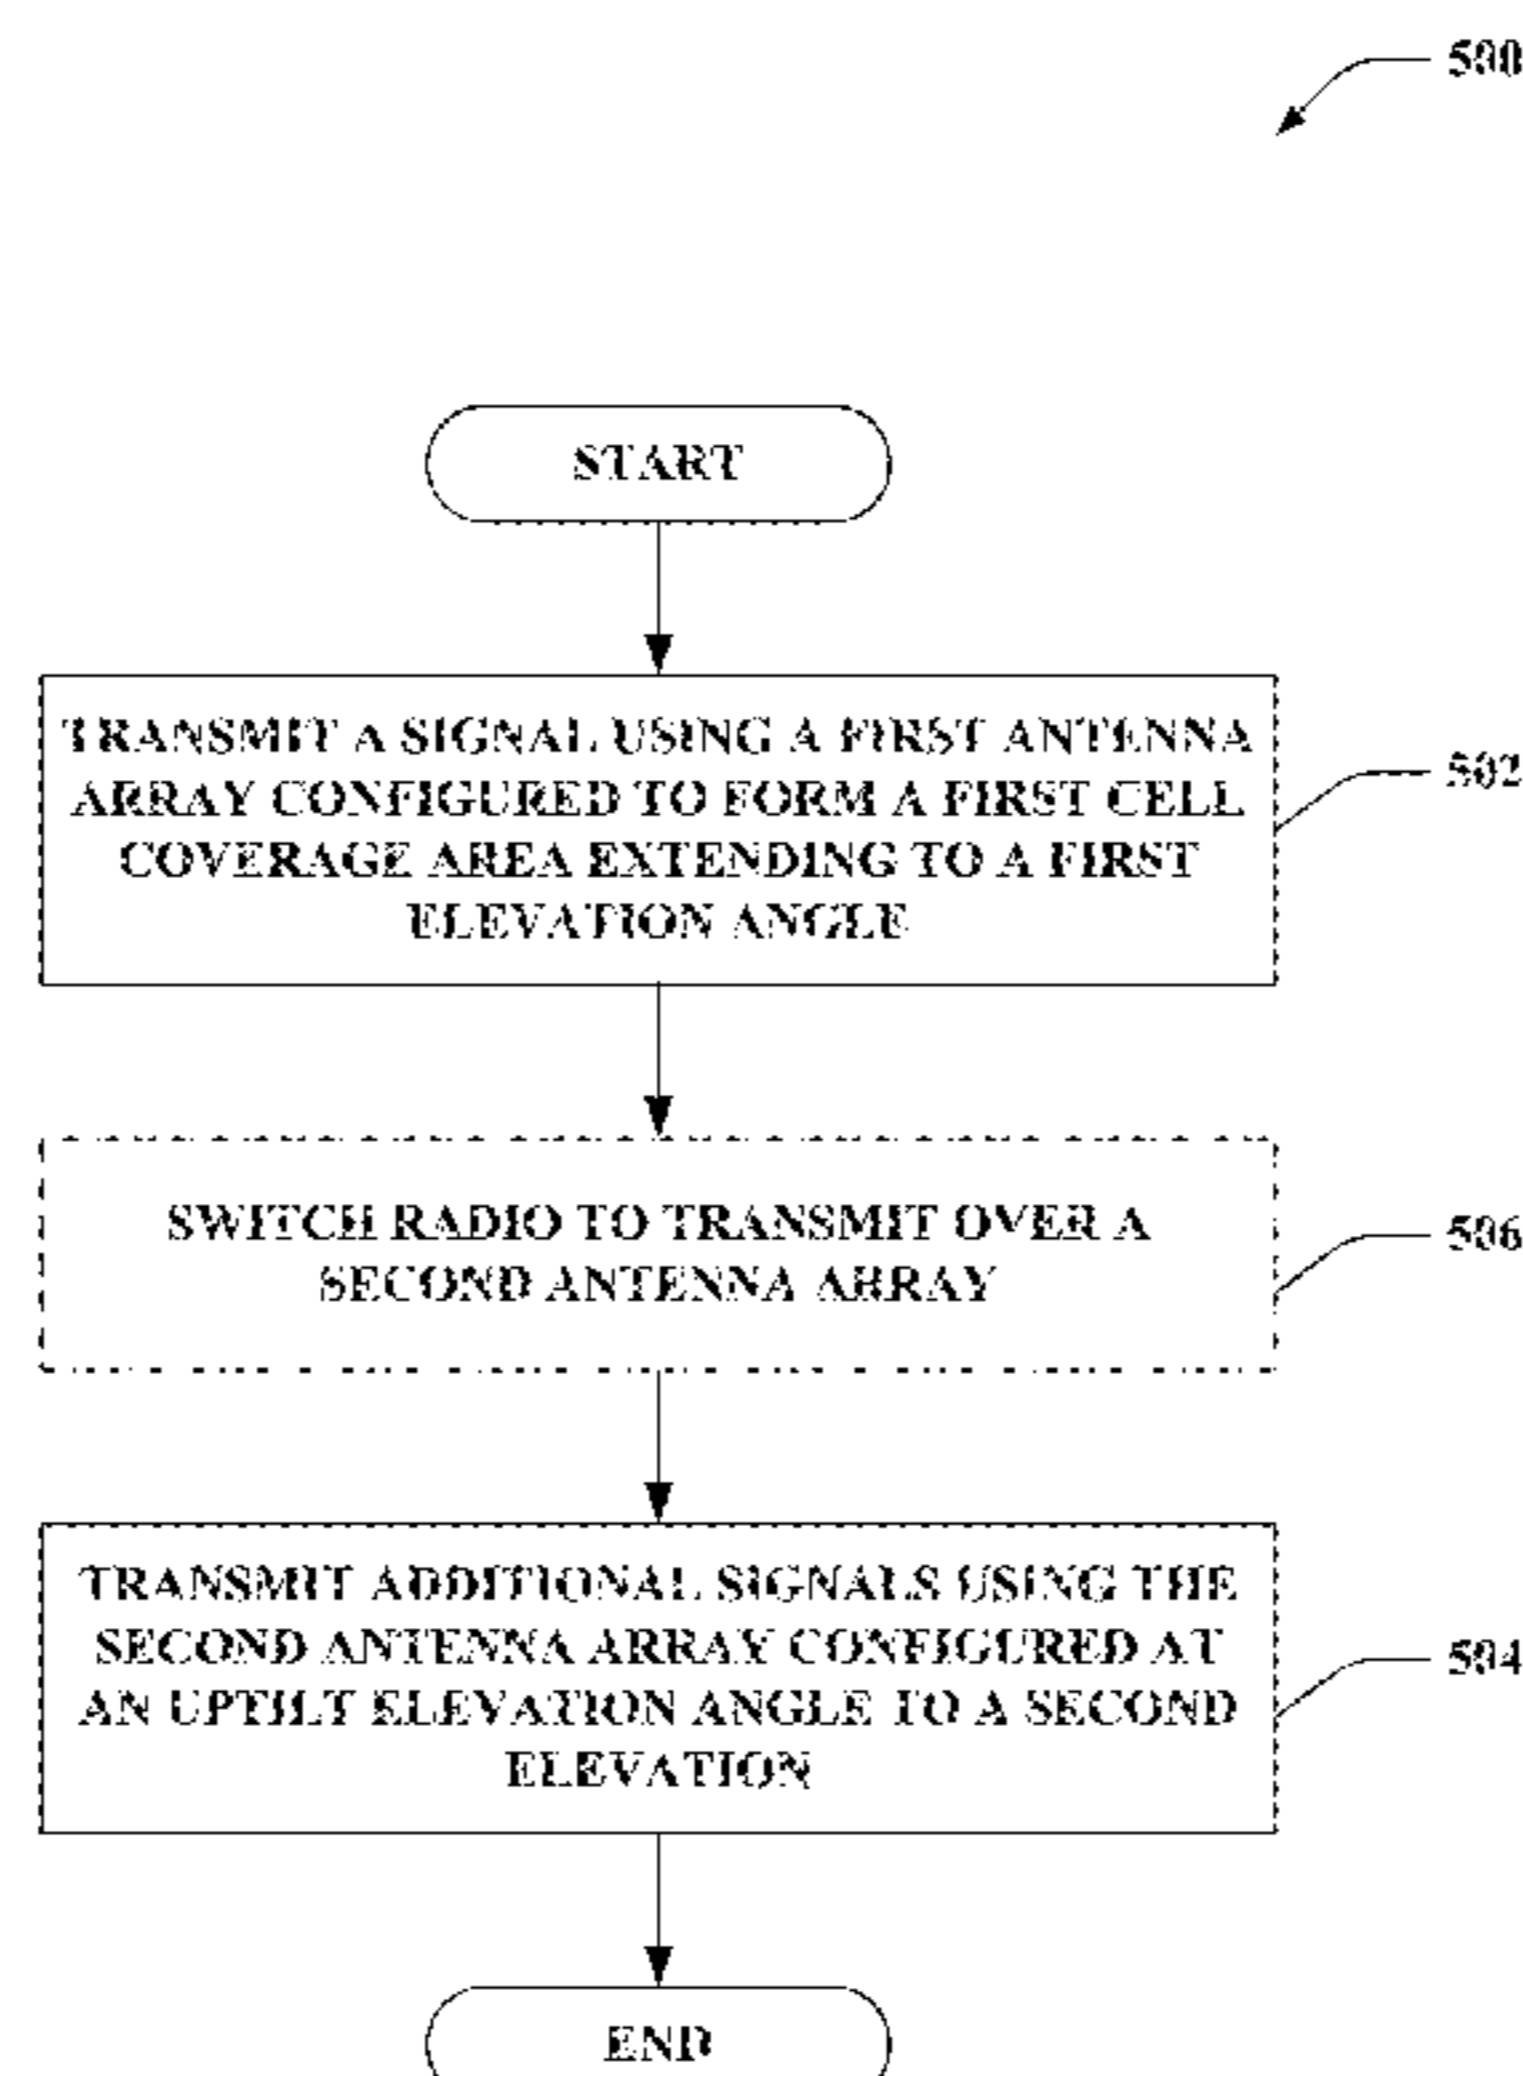 500
START
TRANSMIT A SIGNAL USING A FIRST ANTENNA
ARRAY CONFIGURED TO FORM A FIRST CELL
COVERAGE AREA EXTENDING TO A FIRST
ELEVATION ANGLE
502
SWITCH RADIO TO TRANSMIT OVER A
SECOND ANTENNA ARRAY
506
TRANSMIT ADDITIONAL SIGNALS USING THE
SECOND ANTENNA ARRAY CONFIGURED AT
AN UPTILT ELEVATION ANGLE TO A SECOND
ELEVATION
504
END